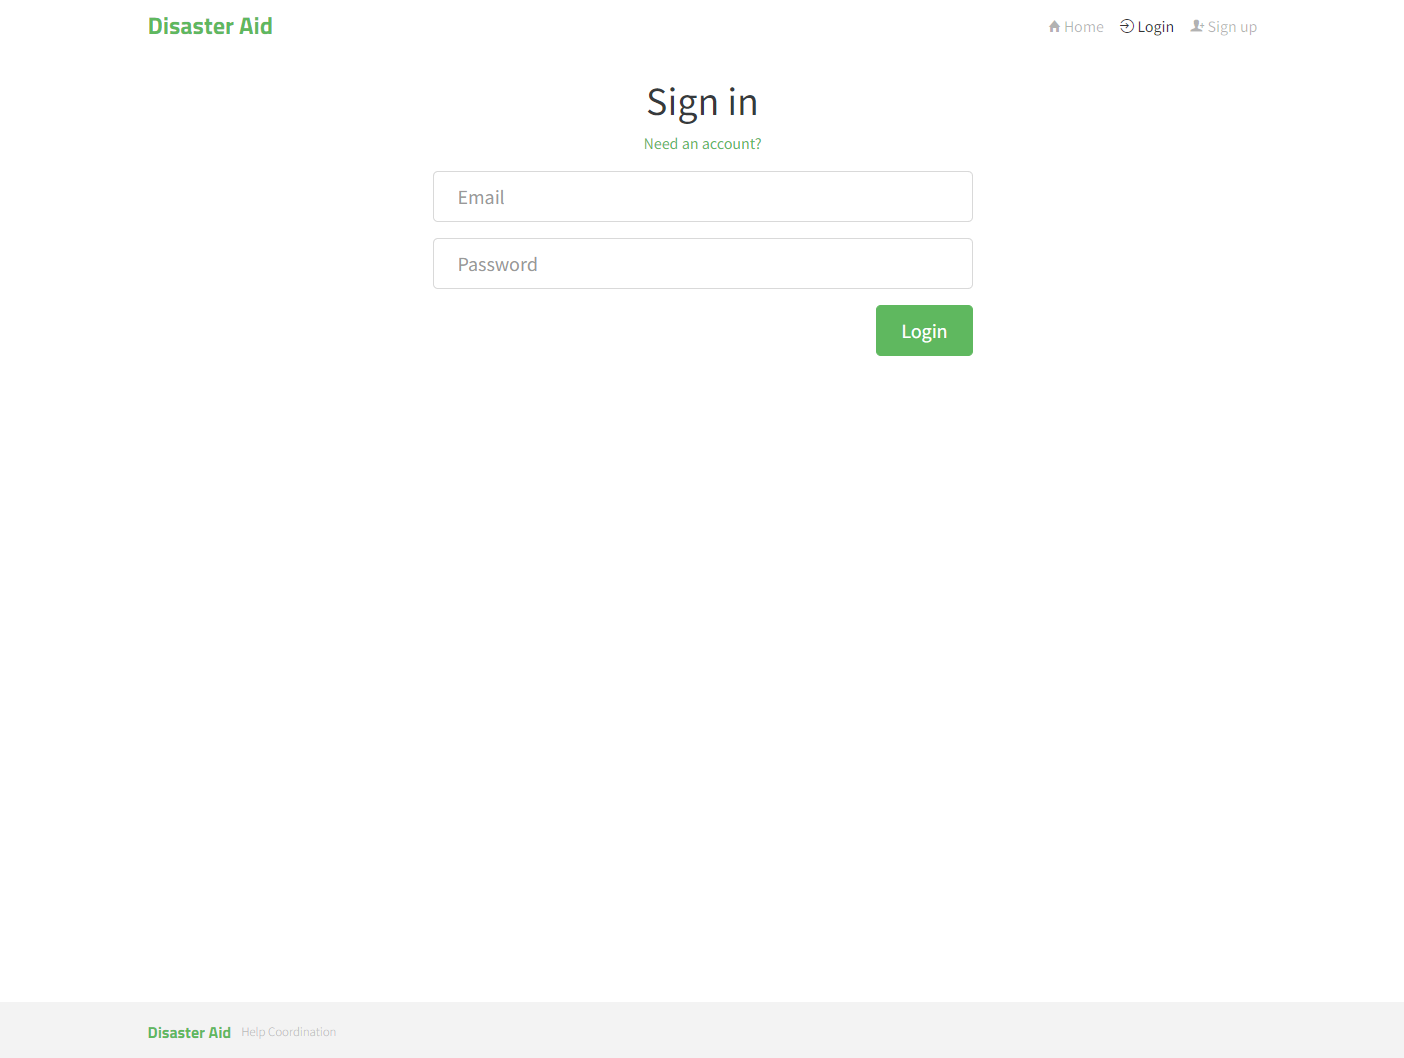 Disaster Aid
Home Login Sign up
Sign in
Need an account?
Email
Password
Login
Disaster Aid Help Coordination